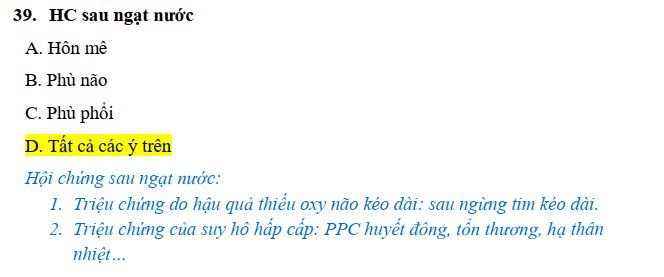 39. HC sau ngạt nước
A. Hôn mê
B. Phù não
C. Phù phổi
D. Tất cả các ý trên
Hội chứng sau ngạt nước:
1. Triệu chứng do hậu quả thiếu oxy não kéo dài: sau ngừng tim kéo dài.
2. Triệu chứng của suy hô hấp cấp: PPC huyết đông, tổn thương, hạ thân
nhiệt…